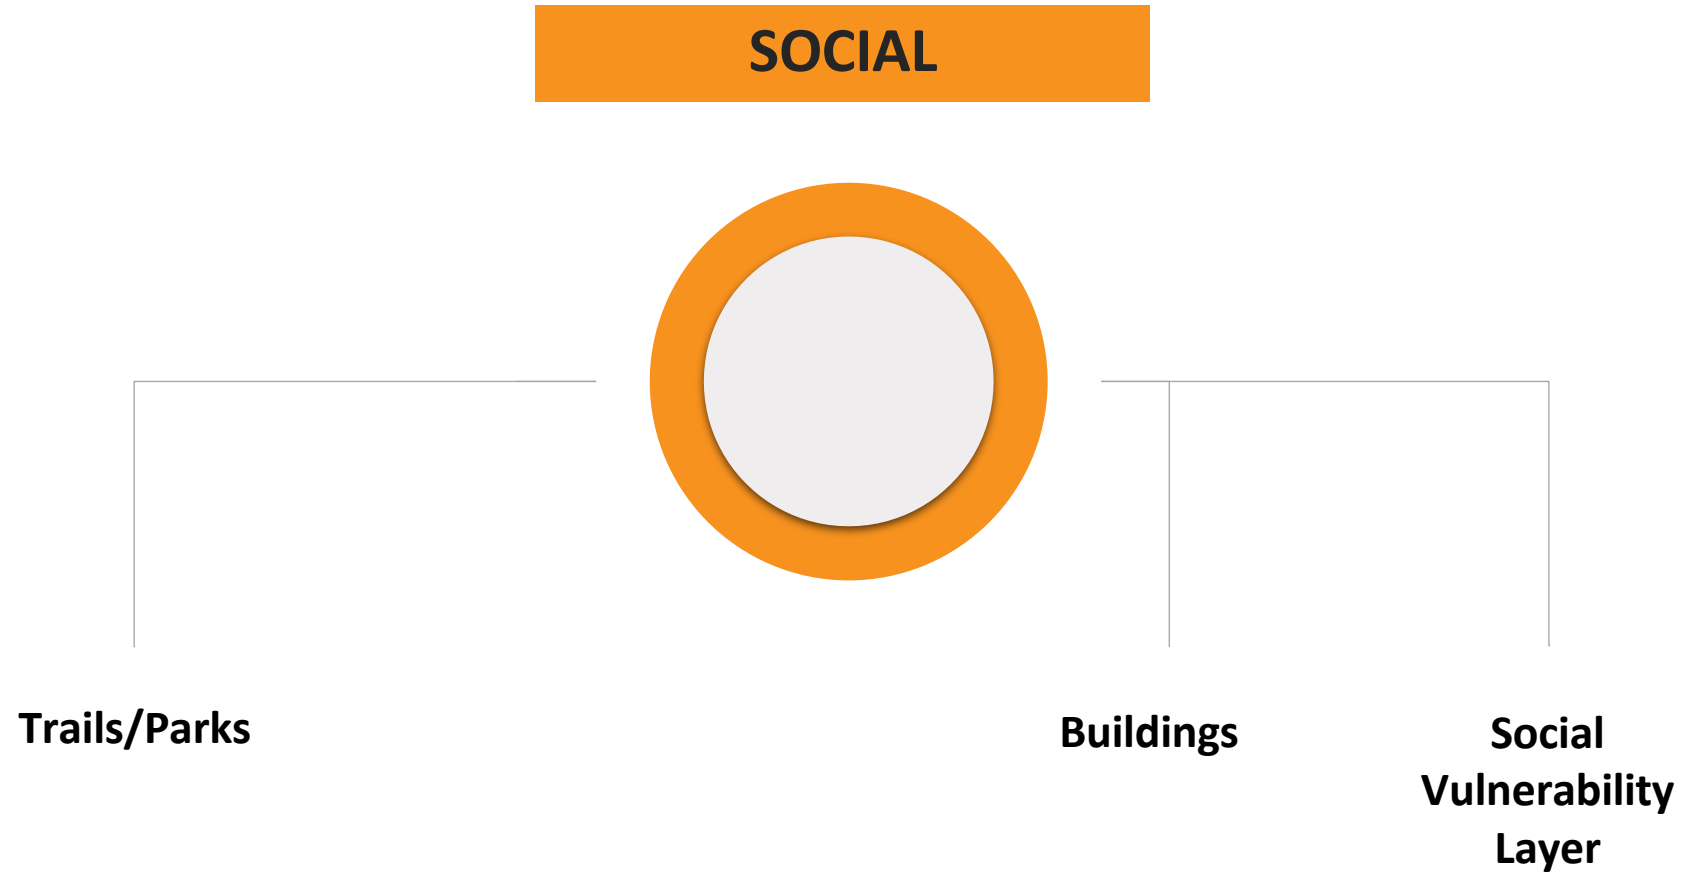 SOCIAL
Trails/Parks
Buildings
Social
Vulnerability
Layer